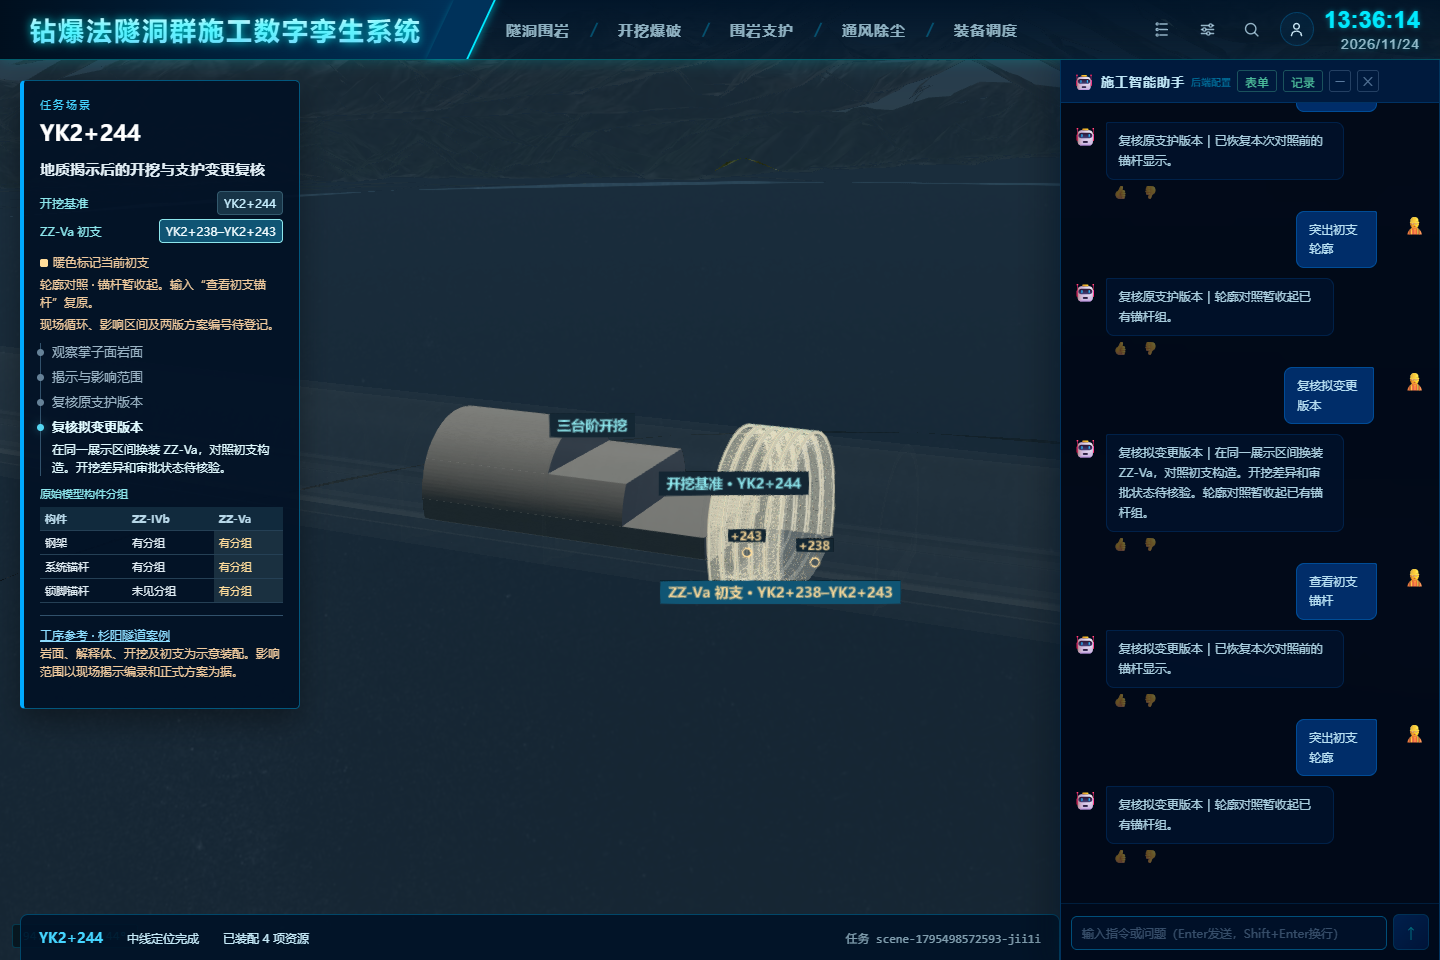 钻爆法隧洞群施工数字孪生系统
隧洞围岩 / 开挖爆破 / 围岩支护 / 通风除尘 / 装备调度
13:36:14
2026/11/24
任务场景
YK2+244
地质揭示后的开挖与支护变更复核
开挖基准 YK2+244
ZZ-Va 初支 YK2+238—YK2+243
暖色标记当前初支
轮廓对照 · 锚杆暂收起。输入“查看初支锚
杆”复原。
现场循环、影响区间及两版方案编号待登记。
观察掌子面岩面
揭示与影响范围
复核原支护版本
复核拟变更版本
在同一展示区间换装 ZZ-Va，对照初支构
造。开挖差异和审批状态待核验。
原始模型构件分组
构件 ZZ-IVb ZZ-Va
钢架 有分组 有分组
系统锚杆 有分组 有分组
锁脚锚杆 未见分组 有分组
工序参考 · 杉阳隧道案例
岩面、解释体、开挖及初支为示意装配。影响
范围以现场揭示编录和正式方案为据。
三台阶开挖
开挖基准 · YK2+244
+243
+238
ZZ-Va 初支 · YK2+238—YK2+243
YK2+244 中线定位完成 已装配 4 项资源
任务 scene-1795498572593-jii1i
施工智能助手 后端配置 表单 记录
复核原支护版本 | 已恢复本次对照前的
锚杆显示。
突出初支
轮廓
复核原支护版本 | 轮廓对照暂收起已
有锚杆组。
复核拟变更
版本
复核拟变更版本 | 在同一展示区间换装
ZZ-Va，对照初支构造。开挖差异和审
批状态待核验。轮廓对照暂收起已有锚
杆组。
查看初支
锚杆
复核拟变更版本 | 已恢复本次对照前的
锚杆显示。
突出初支
轮廓
复核拟变更版本 | 轮廓对照暂收起已
有锚杆组。
输入指令或问题（Enter发送，Shift+Enter换行）